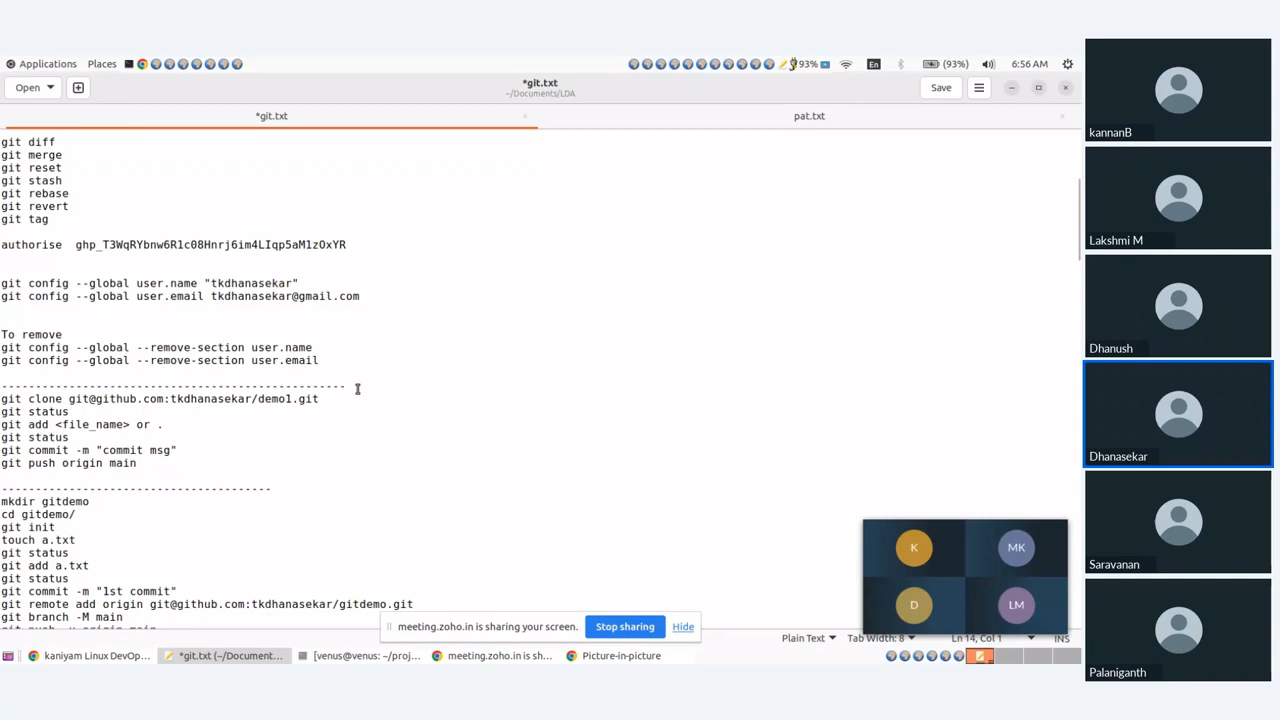 Applications Places 93% En (93%) 6:56 AM
Open *git.txt Save
~/Documents/LDA
*git.txt pat.txt
git diff
git merge
git reset
git stash
git rebase
git revert
git tag
authorise 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
git config --global user.name "tkdhanasekar"
git config --global user.email tkdhanasekar@gmail.com
To remove
git config --global --remove-section user.name
git config --global --remove-section user.email
---------------------------------------------------
git clone git@github.com:tkdhanasekar/demo1.git
git status
git add <file_name> or .
git status
git commit -m "commit msg"
git push origin main
----------------------------------------
mkdir gitdemo
cd gitdemo/
git init
touch a.txt
git status
git add a.txt
git status
git commit -m "1st commit"
git remote add origin git@github.com:tkdhanasekar/gitdemo.git
git branch -M main
K MK
D LM
meeting.zoho.in is sharing your screen. Stop sharing Hide
Plain Text Tab Width: 8 Ln 14, Col 1 INS
kaniyam Linux DevOp... *git.txt (~/Document... [venus@venus: ~/proj... meeting.zoho.in is sh... Picture-in-picture
kannanB
Lakshmi M
Dhanush
Dhanasekar
Saravanan
Palaniganth